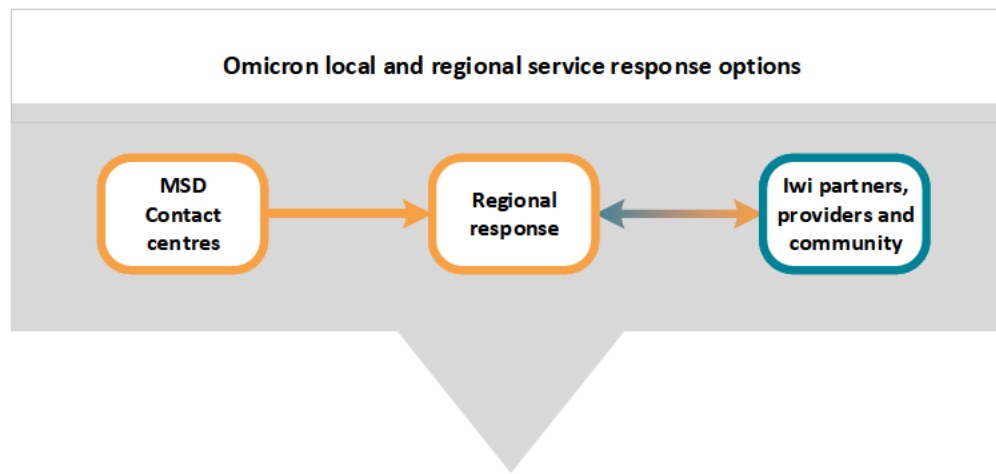 Omicron local and regional service response options
MSD
Contact
centres
Regional
response
Iwi partners,
providers and
community